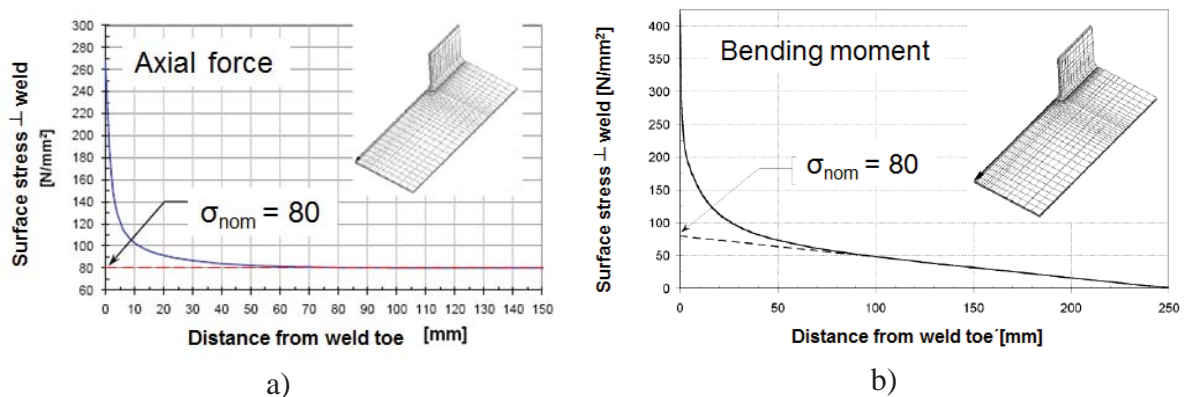 Surface stress ⊥ weld
[N/mm²]
300
280
260
240
220
200
180
160
140
120
100
80
60
Axial force
σnom = 80
0 10 20 30 40 50 60 70 80 90 100 110 120 130 140 150
Distance from weld toe [mm]
a)
Surface stress ⊥ weld [N/mm²]
400
350
300
250
200
150
100
50
0
Bending moment
σnom = 80
0 50 100 150 200 250
Distance from weld toe´[mm]
b)